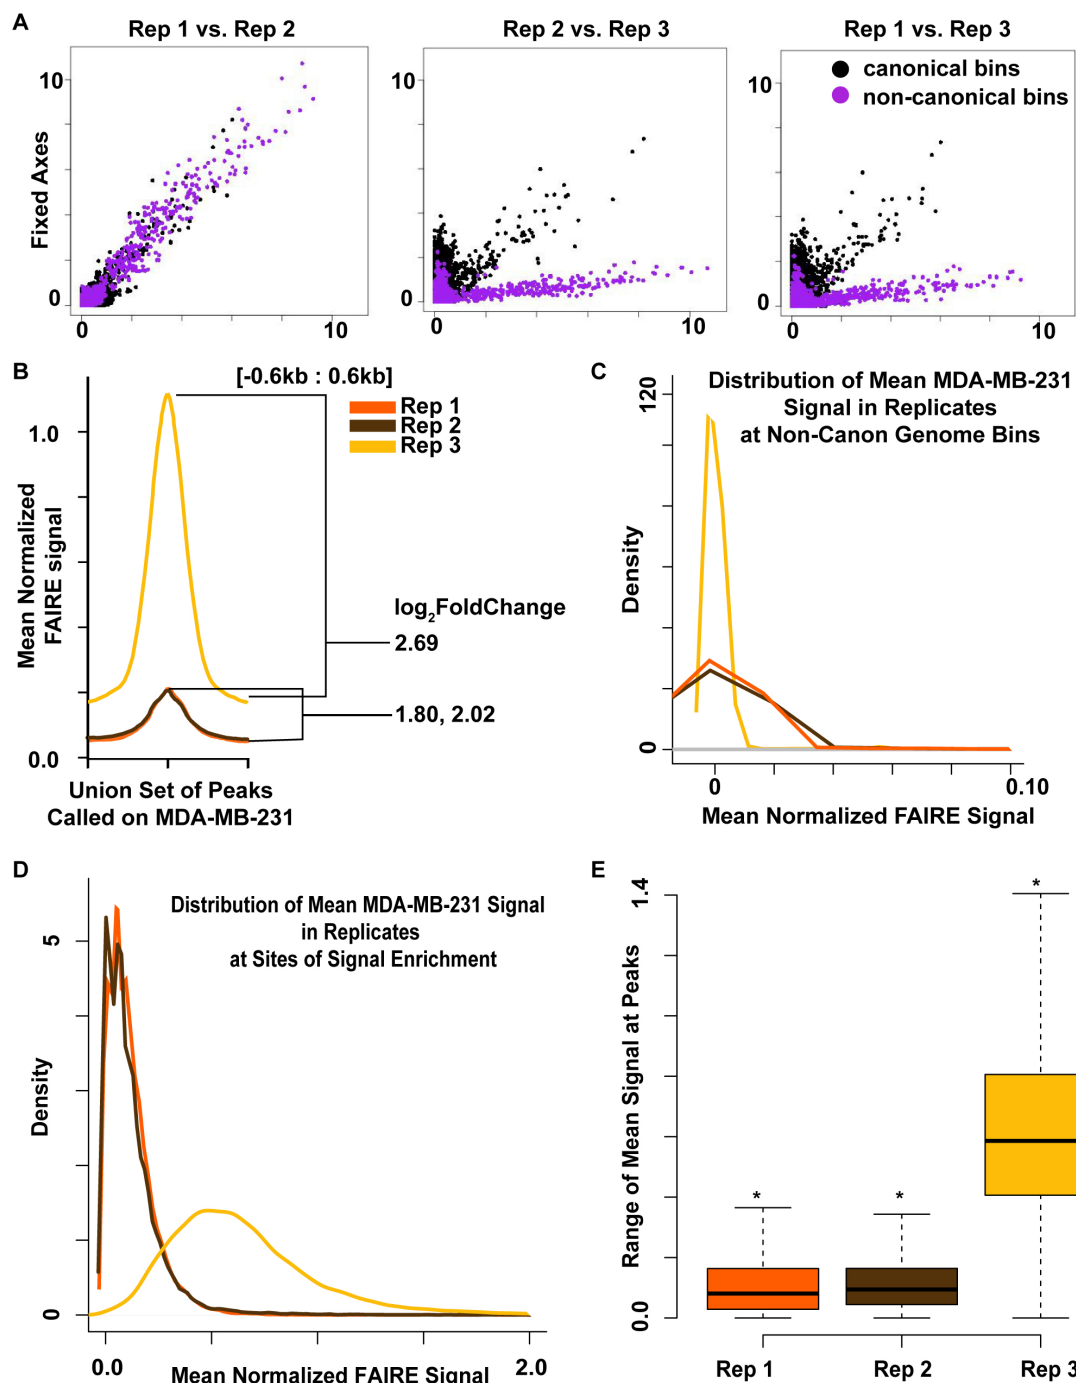 A
Rep 1 vs. Rep 2
Rep 2 vs. Rep 3
Rep 1 vs. Rep 3
canonical bins
non-canonical bins
Fixed Axes
10
0
0
10
10
0
0
10
10
0
0
10
B
[-0.6kb : 0.6kb]
Rep 1
Rep 2
Rep 3
Mean Normalized
FAIRE signal
1.0
0.0
log2FoldChange
2.69
1.80, 2.02
Union Set of Peaks
Called on MDA-MB-231
C
Distribution of Mean MDA-MB-231
Signal in Replicates
at Non-Canon Genome Bins
Density
120
0
0
0.10
Mean Normalized FAIRE Signal
D
Distribution of Mean MDA-MB-231 Signal
in Replicates
at Sites of Signal Enrichment
Density
5
0
0.0
2.0
Mean Normalized FAIRE Signal
E
Range of Mean Signal at Peaks
1.4
0.0
*
*
*
Rep 1
Rep 2
Rep 3